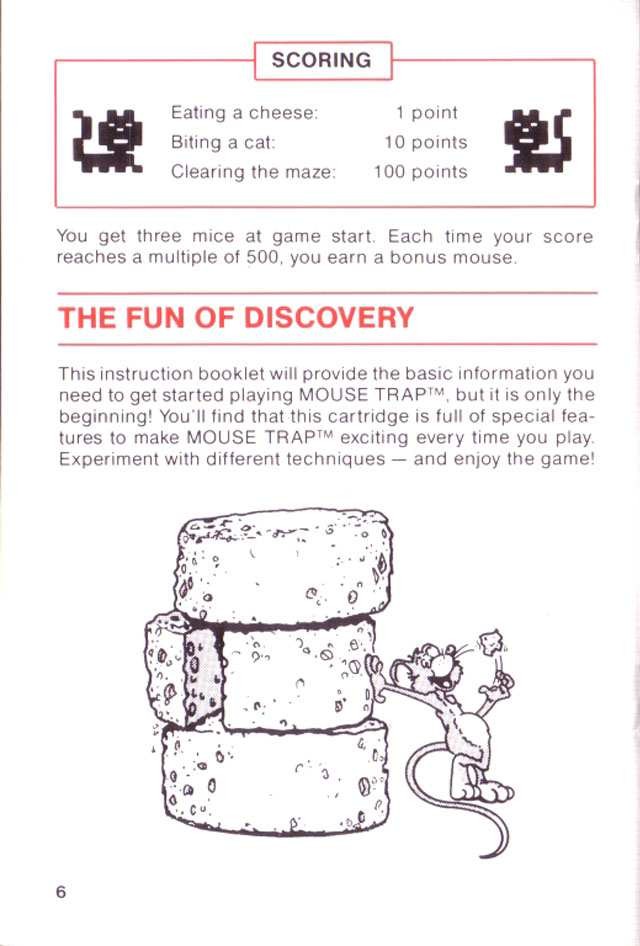 SCORING
Eating a cheese: 1 point
Biting a cat: 10 points
Clearing the maze: 100 points
You get three mice at game start. Each time your score
reaches a multiple of 500, you earn a bonus mouse.
THE FUN OF DISCOVERY
This instruction booklet will provide the basic information you
need to get started playing MOUSE TRAP™, but it is only the
beginning! You'll find that this cartridge is full of special fea-
tures to make MOUSE TRAP™ exciting every time you play.
Experiment with different techniques — and enjoy the game!
6